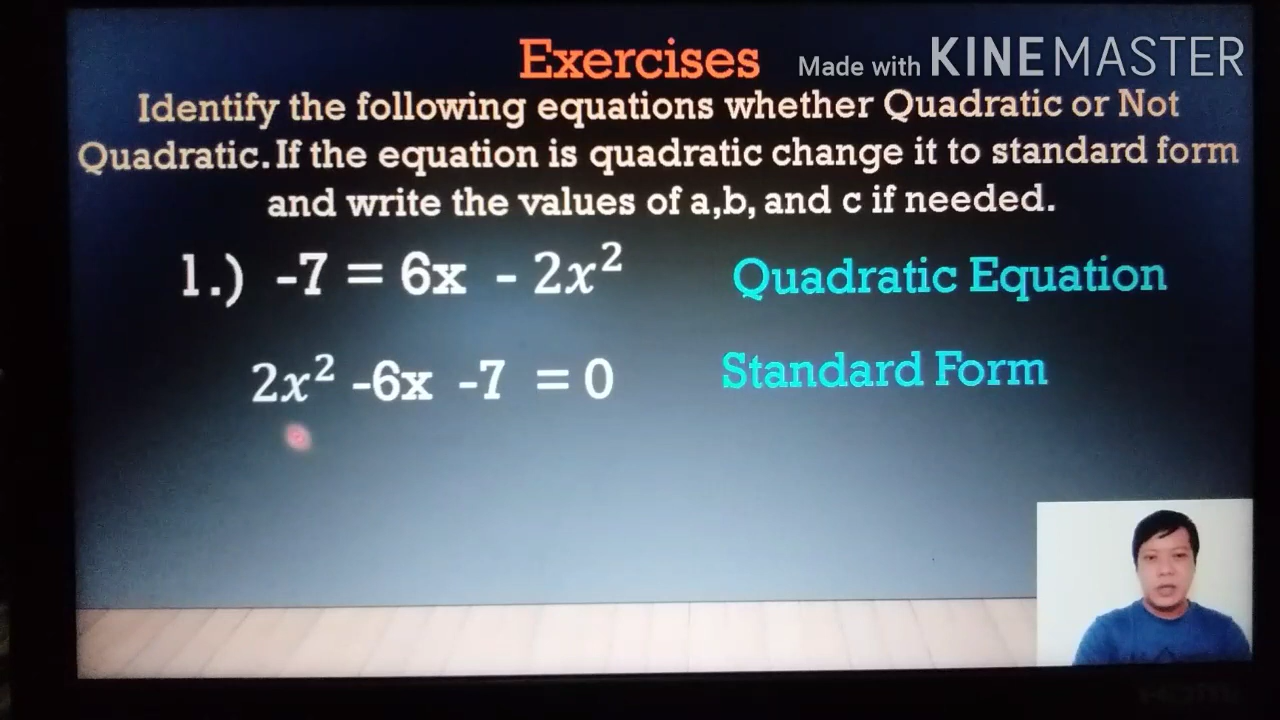 Exercises
Made with KINEMASTER
Identify the following equations whether Quadratic or Not
Quadratic. If the equation is quadratic change it to standard form
and write the values of a,b, and c if needed.
1.) -7 = 6x - 2x² Quadratic Equation
2x² -6x -7 = 0 Standard Form